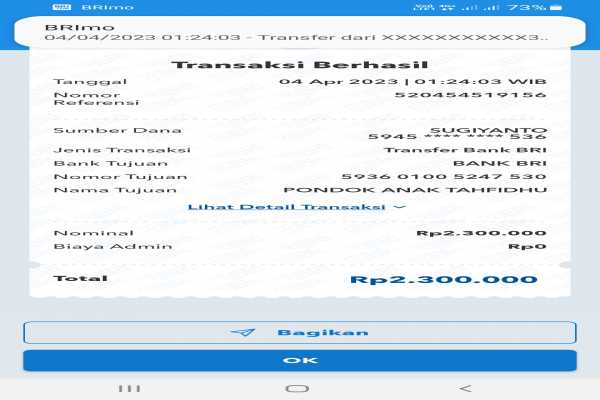 BRImo
73%
BRImo
04/04/2023 01:24:03 - Transfer dari XXXXXXXXXXX3..
Transaksi Berhasil
Tanggal 04 Apr 2023 | 01:24:03 WIB
Nomor Referensi 520454519156
Sumber Dana SUGIYANTO
5945 **** **** 536
Jenis Transaksi Transfer Bank BRI
Bank Tujuan BANK BRI
Nomor Tujuan 5936 0100 5247 530
Nama Tujuan PONDOK ANAK TAHFIDHU
Lihat Detail Transaksi
Nominal Rp2.300.000
Biaya Admin Rp0
Total Rp2.300.000
Bagikan
OK